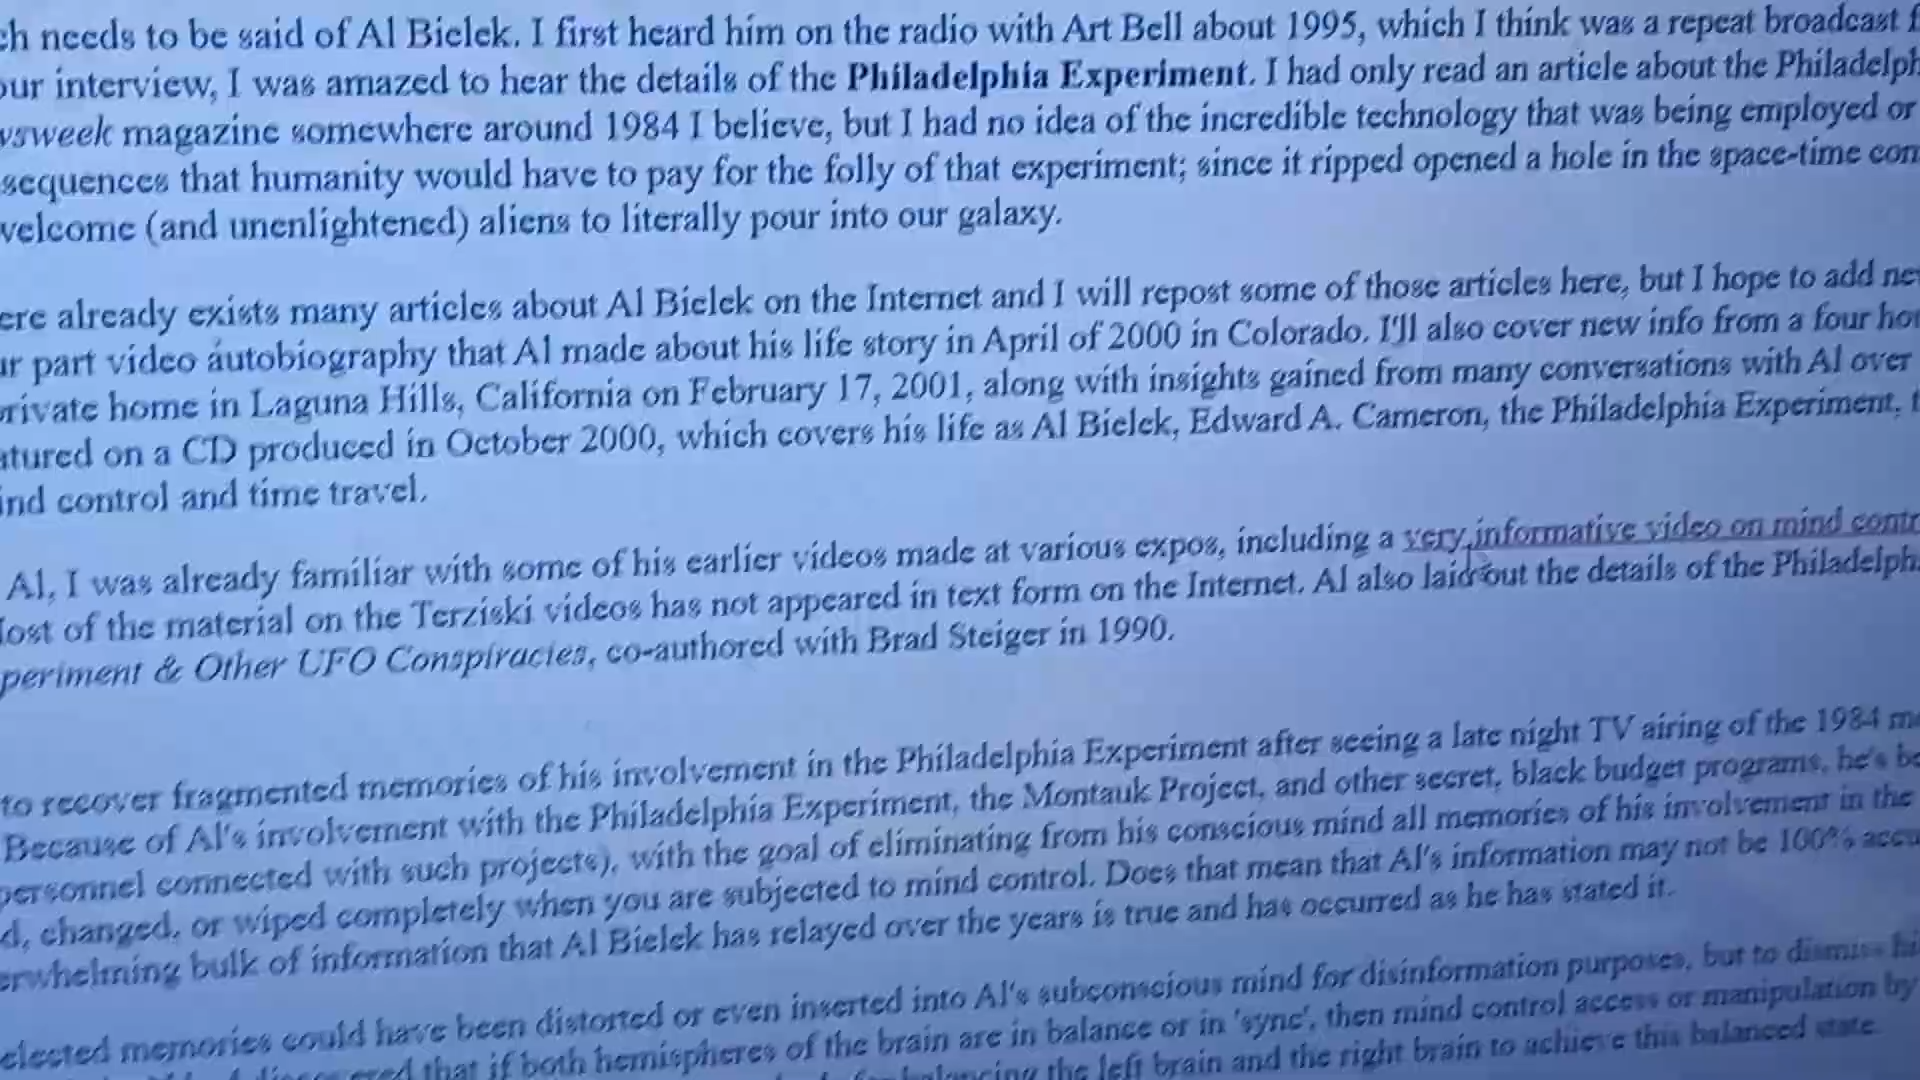 needs to be said of Al Bielek. I first heard him on the radio with Art Bell about 1995, which I think was a repeat broadcast
our interview, I was amazed to hear the details of the Philadelphia Experiment. I had only read an article about the Philadelph
wsweek magazine somewhere around 1984 I believe, but I had no idea of the incredible technology that was being employed or
sequences that humanity would have to pay for the folly of that experiment; since it ripped opened a hole in the space-time con
welcome (and unenlightened) aliens to literally pour into our galaxy.
ere already exists many articles about Al Bielek on the Internet and I will repost some of those articles here, but I hope to add ne
ur part video autobiography that Al made about his life story in April of 2000 in Colorado. I'll also cover new info from a four ho
private home in Laguna Hills, California on February 17, 2001, along with insights gained from many conversations with Al over
atured on a CD produced in October 2000, which covers his life as Al Bielek, Edward A. Cameron, the Philadelphia Experiment,
ind control and time travel.
Al, I was already familiar with some of his earlier videos made at various expos, including a very informative video on mind contr
ost of the material on the Terziski videos has not appeared in text form on the Internet. Al also laid out the details of the Philadelph
periment & Other UFO Conspiracies, co-authored with Brad Steiger in 1990.
to recover fragmented memories of his involvement in the Philadelphia Experiment after seeing a late night TV airing of the 1984 m
Because of Al's involvement with the Philadelphia Experiment, the Montauk Project, and other secret, black budget programs, he's be
personnel connected with such projects), with the goal of eliminating from his conscious mind all memories of his involvement in the
d, changed, or wiped completely when you are subjected to mind control. Does that mean that Al's information may not be 100% accu
erwhelming bulk of information that Al Bielek has relayed over the years is true and has occurred as he has stated it.
elected memories could have been distorted or even inserted into Al's subconscious mind for disinformation purposes, but to dismiss hi
that if both hemispheres of the brain are in balance or in 'sync', then mind control access or manipulation by
balancing the left brain and the right brain to achieve this balanced state